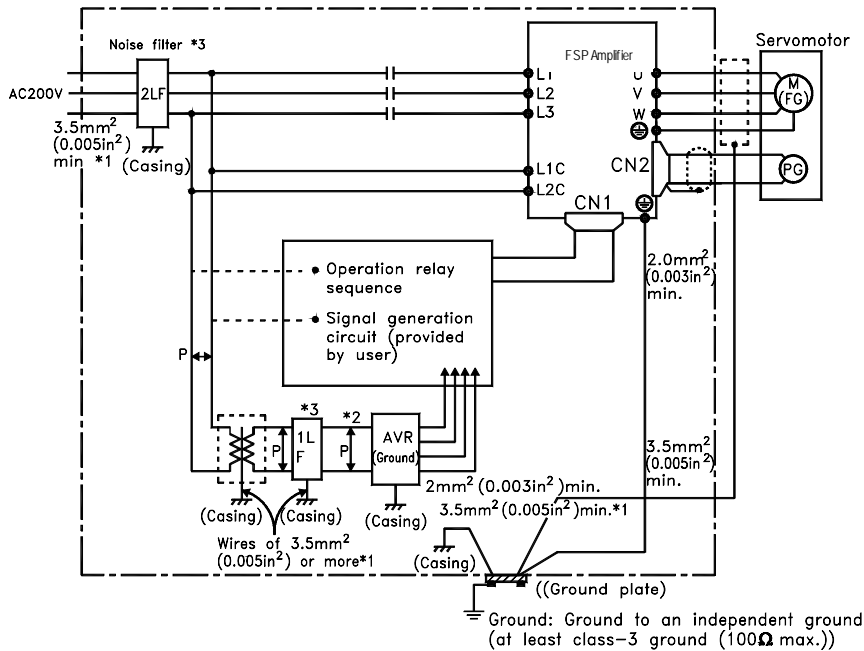 Noise filter *3
AC200V
2LF
3.5mm²
(0.005in²)
min *1
(Casing)
FSP Amplifier
L1
L2
L3
L1C
L2C
U
V
W
CN2
CN1
Servomotor
M
(FG)
PG
2.0mm²
(0.003in²)
min.
• Operation relay
sequence
• Signal generation
circuit (provided
by user)
P
*3
*2
P
1L
F
P
AVR
(Ground)
(Casing)
(Casing)
(Casing)
Wires of 3.5mm²
(0.005in²) or more*1
2mm² (0.003in²)min.
3.5mm² (0.005in²)min.*1
3.5mm²
(0.005in²)
min.
(Casing)
((Ground plate)
Ground: Ground to an independent ground
(at least class-3 ground (100Ω max.))